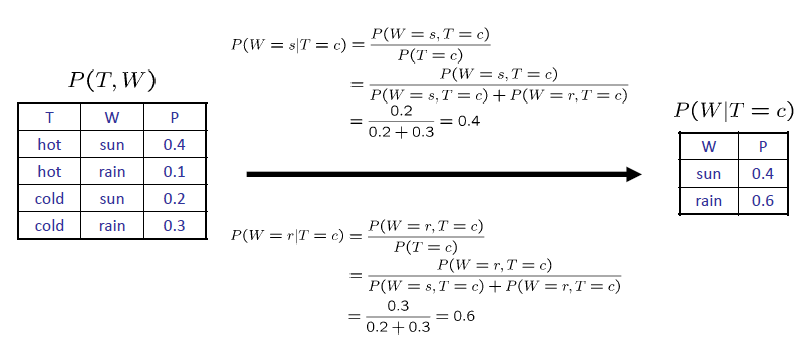 P(T, W)
T W P
hot sun 0.4
hot rain 0.1
cold sun 0.2
cold rain 0.3
P(W = s|T = c) = P(W = s, T = c) / P(T = c)
= P(W = s, T = c) / P(W = s, T = c) + P(W = r, T = c)
= 0.2 / 0.2 + 0.3 = 0.4
P(W = r|T = c) = P(W = r, T = c) / P(T = c)
= P(W = r, T = c) / P(W = s, T = c) + P(W = r, T = c)
= 0.3 / 0.2 + 0.3 = 0.6
P(W|T = c)
W P
sun 0.4
rain 0.6